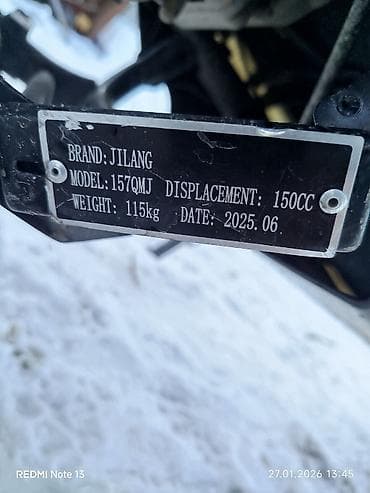 BRAND:JILANG
MODEL:157QMJ DISPLACEMENT: 150CC
WEIGHT: 115kg DATE: 2025.06
REDMI Note 13 27.01.2026 13:45